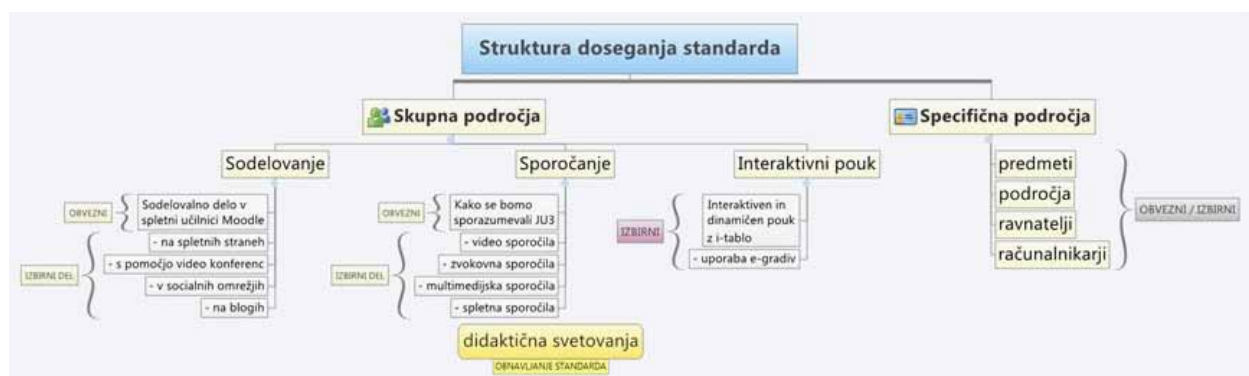 Struktura doseganja standarda
Skupna področja
Specifična področja
Sodelovanje
Sporočanje
Interaktivni pouk
OBVEZNI
Sodelovalno delo v
spletni učilnici Moodle
IZBIRNI DEL
- na spletnih straneh
- s pomočjo video konferenc
- v socialnih omrežjih
- na blogih
OBVEZNI
Kako se bomo
sporazumevali JU3
IZBIRNI DEL
- video sporočila
- zvokovna sporočila
- multimedijska sporočila
- spletna sporočila
IZBIRNI
Interaktiven in
dinamičen pouk
z i-tablo
- uporaba e-gradiv
predmeti
področja
ravnatelji
računalnikarji
OBVEZNI / IZBIRNI
didaktična svetovanja
OBNAVLJANJE STANDARDA